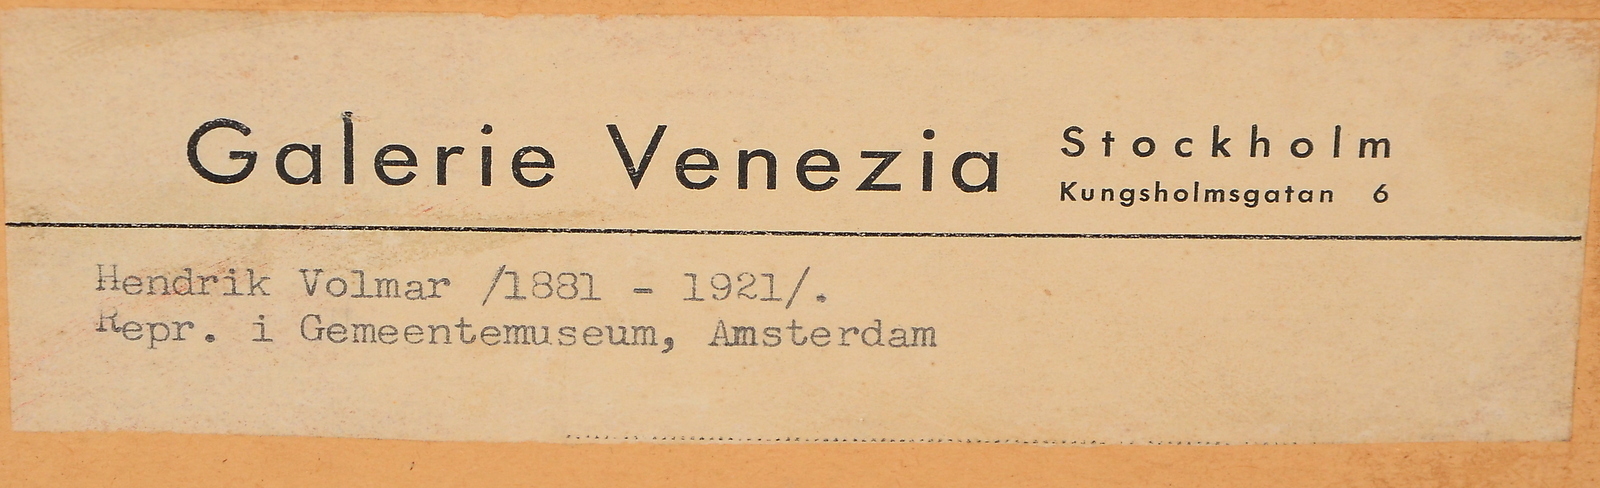 Galerie Venezia Stockholm
Kungsholmsgatan 6
Hendrik Volmar /1881 - 1921/.
Repr. i Gemeentemuseum, Amsterdam